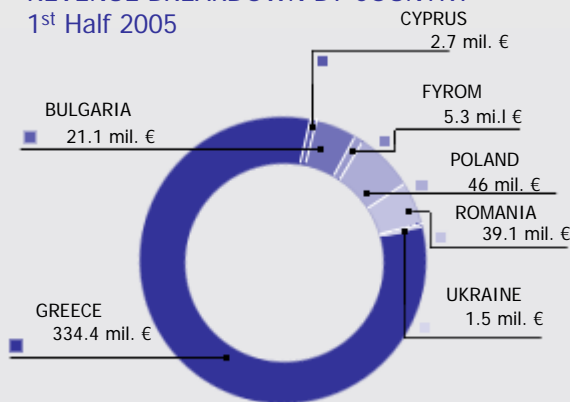 1st Half 2005
CYPRUS
2.7 mil. €
FYROM
5.3 mi.l €
BULGARIA
21.1 mil. €
POLAND
46 mil. €
ROMANIA
39.1 mil. €
UKRAINE
1.5 mil. €
GREECE
334.4 mil. €